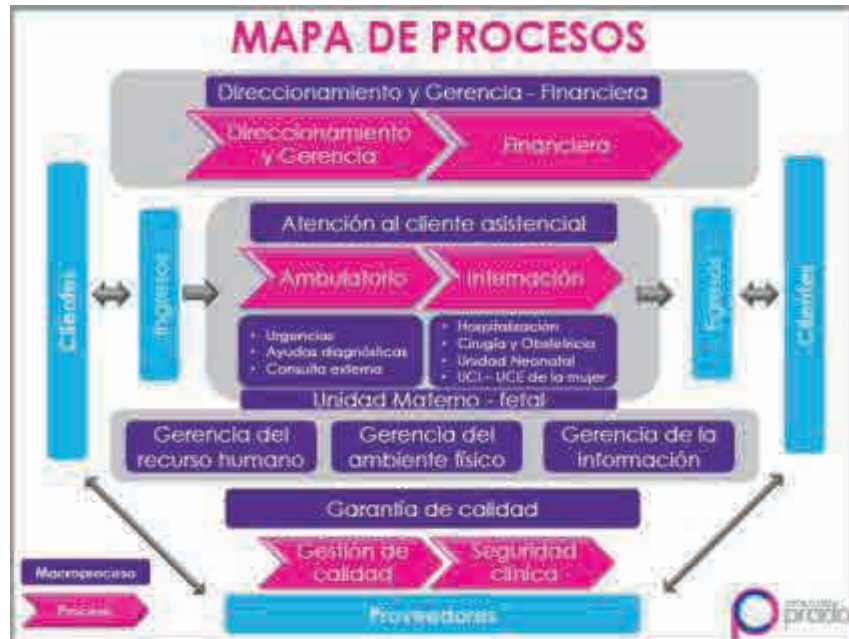 MAPA DE PROCESOS
Direccionamiento y Gerencia - Financiera
Direccionamiento
y Gerencia
Financiera
Clientes
Ingresos
Atención al cliente asistencial
Ambulatorio
Internación
• Urgencias
• Ayudas diagnósticas
• Consulta externa
• Hospitalización
• Cirugía y Obstetricia
• Unidad Neonatal
• UCI - UCE de la mujer
Unidad Materno - fetal
Egresos
Clientes
Gerencia del
recurso humano
Gerencia del
ambiente físico
Gerencia de la
información
Garantía de calidad
Gestión de
calidad
Seguridad
clínica
Proveedores
Macroproceso
Proceso
prado